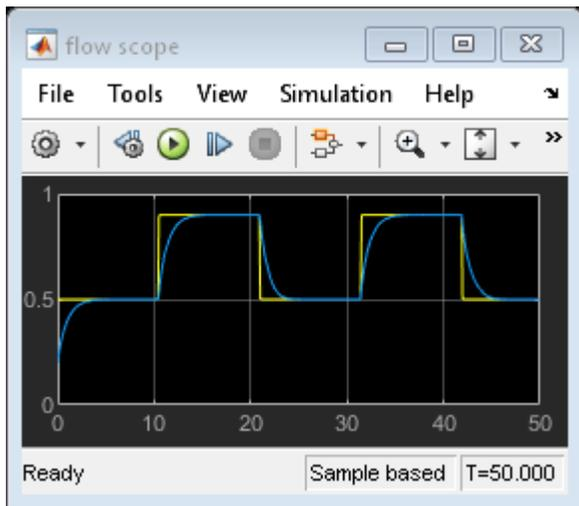 flow scope
File Tools View Simulation Help
1
0.5
0
0 10 20 30 40 50
Ready Sample based T=50.000